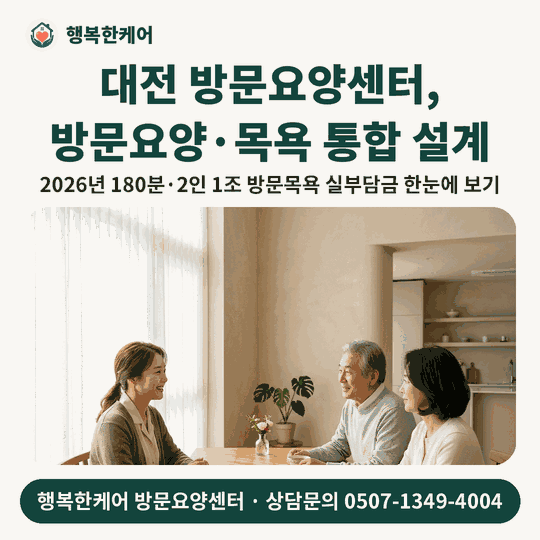 행복한케어
대전 방문요양센터,
방문요양·목욕 통합 설계
2026년 180분·2인 1조 방문목욕 실부담금 한눈에 보기
행복한케어 방문요양센터 · 상담문의 0507-1349-4004